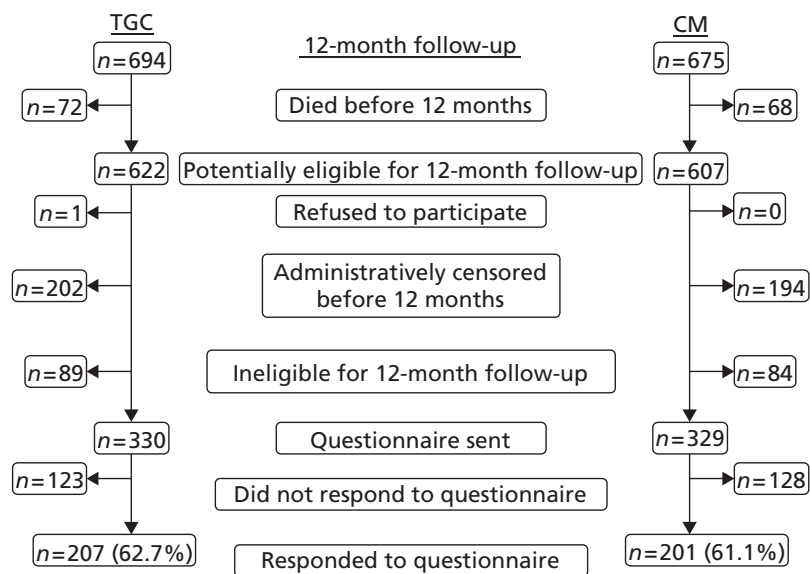 TGC
12-month follow-up
CM
n=694
n=675
n=72
Died before 12 months
n=68
n=622
Potentially eligible for 12-month follow-up
n=607
n=1
Refused to participate
n=0
n=202
Administratively censored
before 12 months
n=194
n=89
Ineligible for 12-month follow-up
n=84
n=330
Questionnaire sent
n=329
n=123
Did not respond to questionnaire
n=128
n=207 (62.7%)
Responded to questionnaire
n=201 (61.1%)